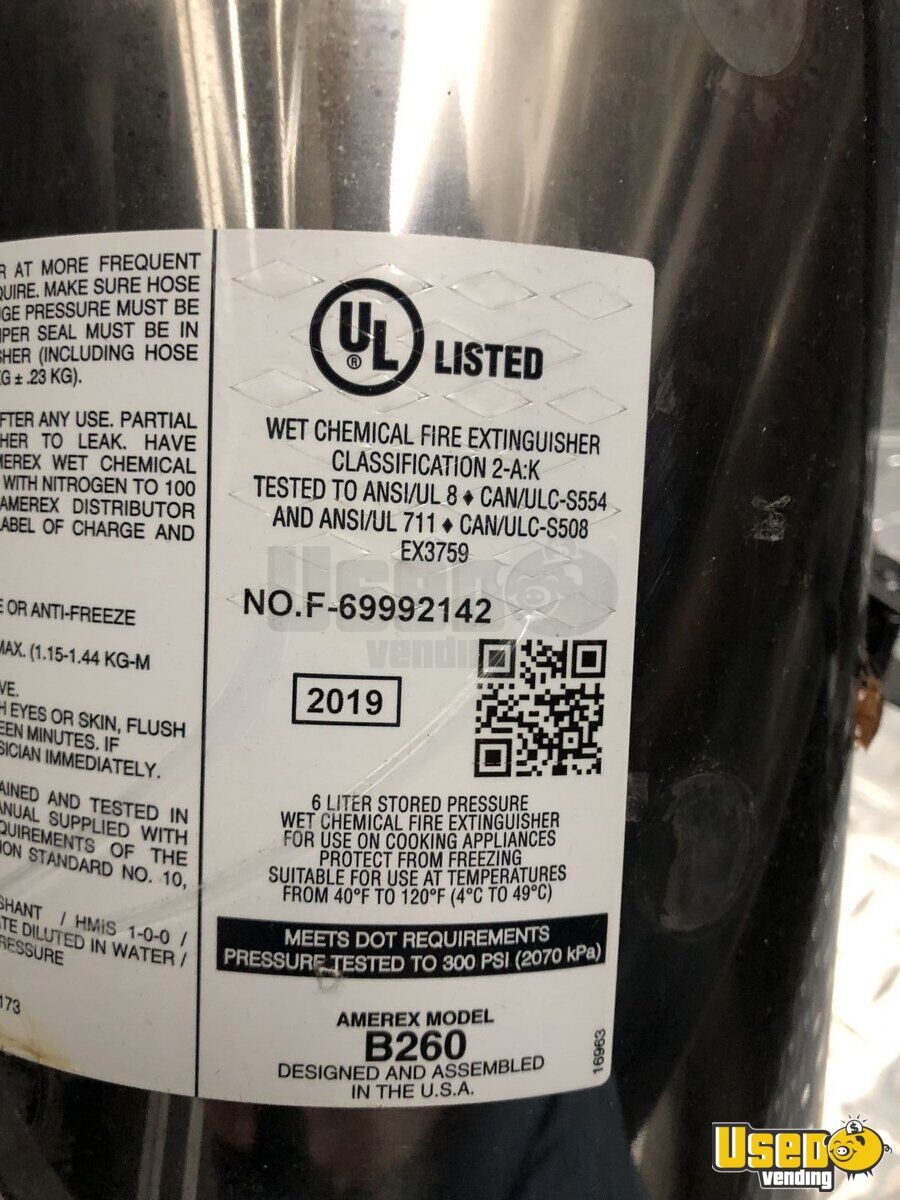 R AT MORE FREQUENT
QUIRE. MAKE SURE HOSE
GE PRESSURE MUST BE
PER SEAL MUST BE IN
SHER (INCLUDING HOSE
G ± .23 KG).
FTER ANY USE. PARTIAL
HER TO LEAK. HAVE
MEREX WET CHEMICAL
WITH NITROGEN TO 100
AMEREX DISTRIBUTOR
LABEL OF CHARGE AND
E OR ANTI-FREEZE
MAX. (1.15-1.44 KG-M
VE.
H EYES OR SKIN, FLUSH
EEN MINUTES. IF
SICIAN IMMEDIATELY.
AINED AND TESTED IN
ANUAL SUPPLIED WITH
QUIREMENTS OF THE
ION STANDARD NO. 10,
SHANT / HMIS 1-0-0 /
TE DILUTED IN WATER /
RESSURE
173
UL ® LISTED
WET CHEMICAL FIRE EXTINGUISHER
CLASSIFICATION 2-A:K
TESTED TO ANSI/UL 8 ♦ CAN/ULC-S554
AND ANSI/UL 711 ♦ CAN/ULC-S508
EX3759
USED
vending
NO.F-69992142
2019
6 LITER STORED PRESSURE
WET CHEMICAL FIRE EXTINGUISHER
FOR USE ON COOKING APPLIANCES
PROTECT FROM FREEZING
SUITABLE FOR USE AT TEMPERATURES
FROM 40°F TO 120°F (4°C TO 49°C)
MEETS DOT REQUIREMENTS
PRESSURE TESTED TO 300 PSI (2070 kPa)
AMEREX MODEL
B260
DESIGNED AND ASSEMBLED
IN THE U.S.A.
16963
USED
vending